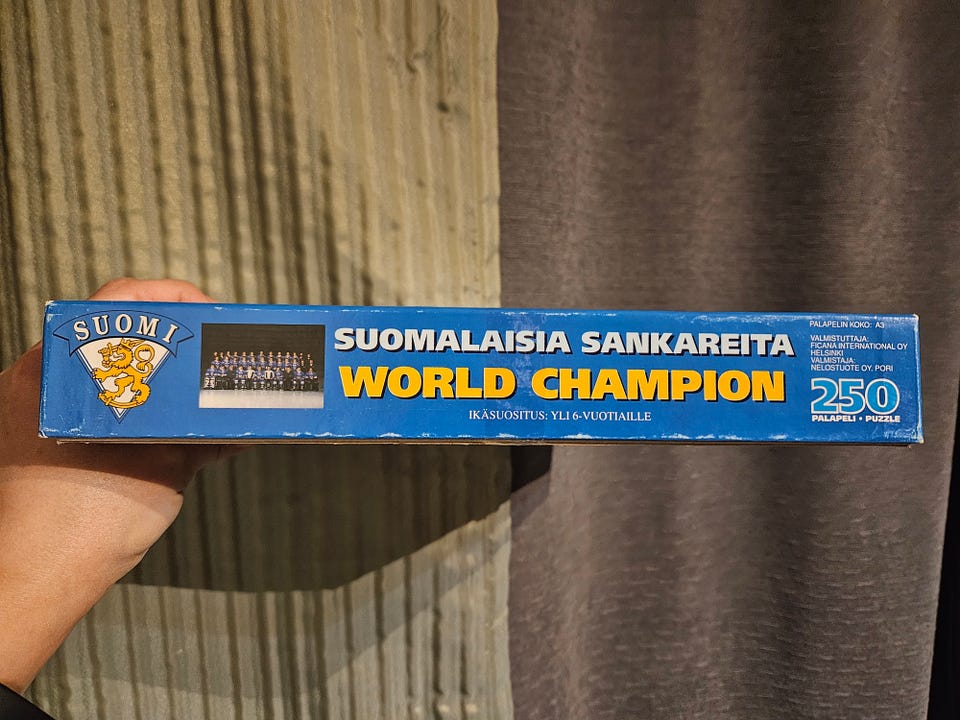 SUOMI
SUOMALAISIA SANKAREITA
WORLD CHAMPION
IKÄSUOSITUS: YLI 6-VUOTIAILLE
PALAPELIN KOKO: A3
VALMISTUTTAJA:
FICANA INTERNATIONAL OY
HELSINKI
VALMISTAJA:
NELOSTUOTE OY. PORI
250
PALAPELI • PUZZLE